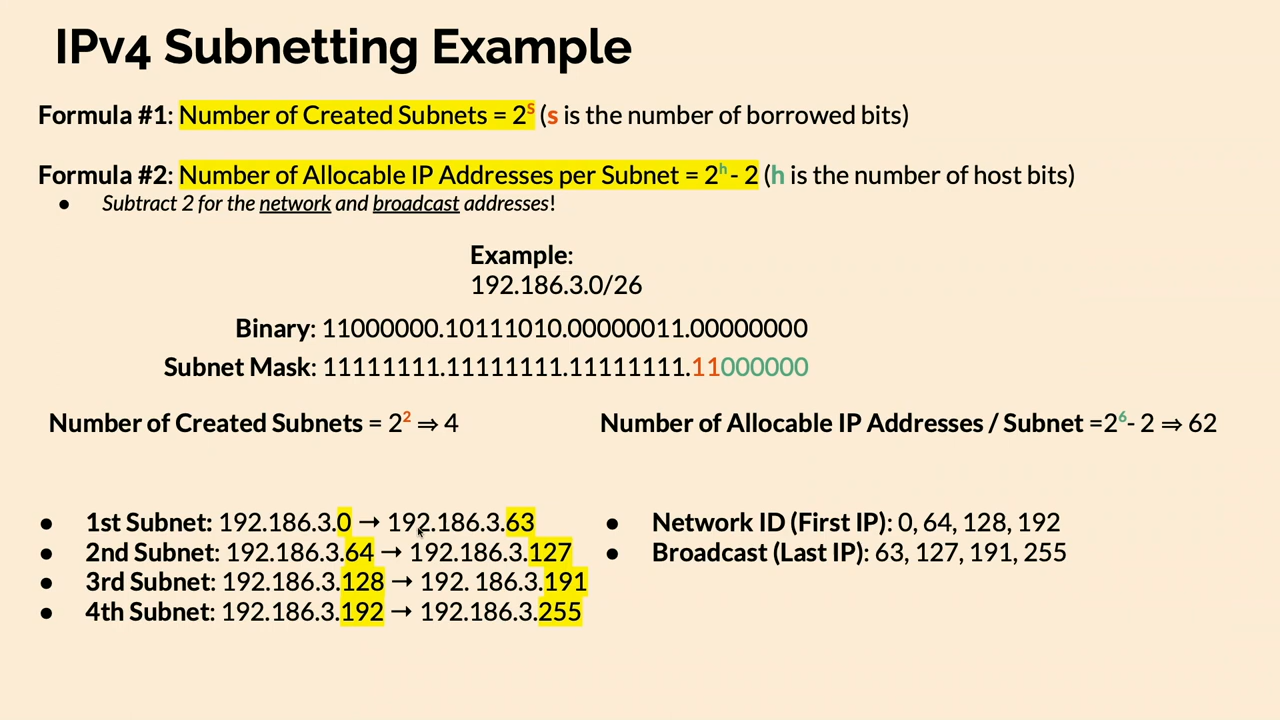 IPv4 Subnetting Example
Formula #1: Number of Created Subnets = 2ˢ (s is the number of borrowed bits)
Formula #2: Number of Allocable IP Addresses per Subnet = 2ʰ- 2 (h is the number of host bits)
● Subtract 2 for the network and broadcast addresses!
Example:
192.186.3.0/26
Binary: 11000000.10111010.00000011.00000000
Subnet Mask: 11111111.11111111.11111111.11000000
Number of Created Subnets = 2² ⇒ 4
Number of Allocable IP Addresses / Subnet =2⁶- 2 ⇒ 62
● 1st Subnet: 192.186.3.0 → 192.186.3.63
● 2nd Subnet: 192.186.3.64 → 192.186.3.127
● 3rd Subnet: 192.186.3.128 → 192. 186.3.191
● 4th Subnet: 192.186.3.192 → 192.186.3.255
● Network ID (First IP): 0, 64, 128, 192
● Broadcast (Last IP): 63, 127, 191, 255